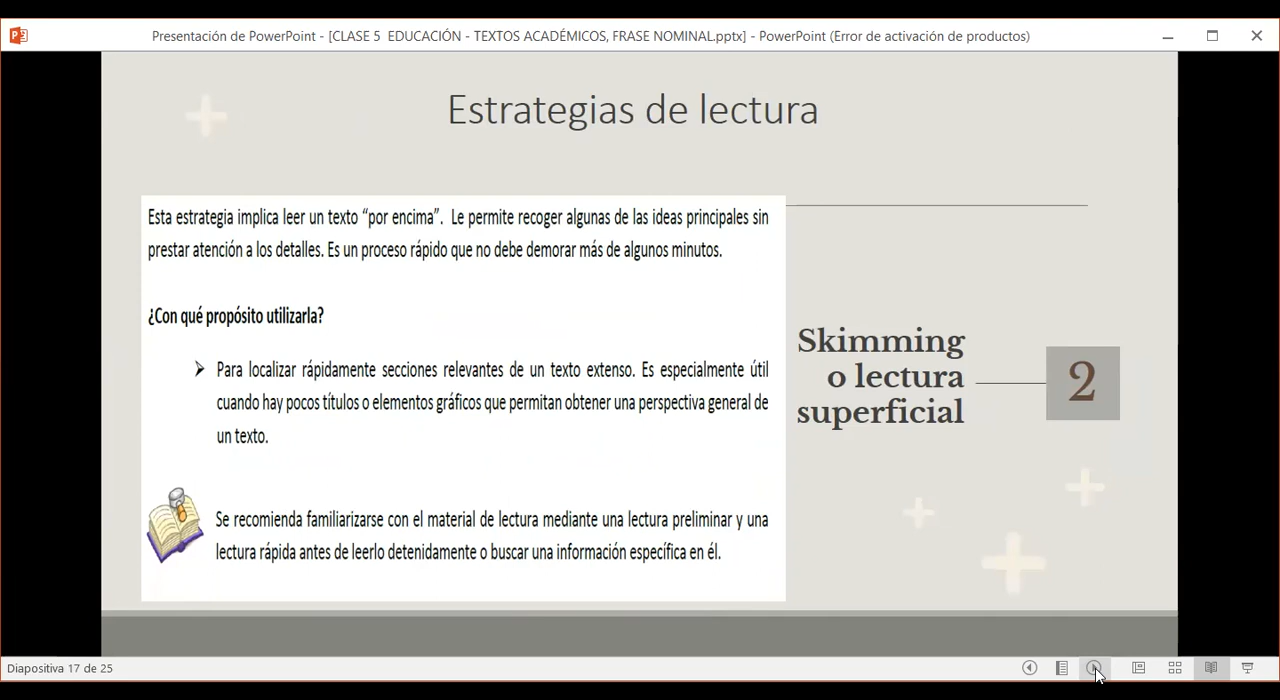 Presentación de PowerPoint - [CLASE 5  EDUCACIÓN - TEXTOS ACADÉMICOS, FRASE NOMINAL.pptx] - PowerPoint (Error de activación de productos)
Estrategias de lectura
Esta estrategia implica leer un texto “por encima”.  Le permite recoger algunas de las ideas principales sin
prestar atención a los detalles. Es un proceso rápido que no debe demorar más de algunos minutos.
¿Con qué propósito utilizarla?
Para localizar rápidamente secciones relevantes de un texto extenso. Es especialmente útil
cuando hay pocos títulos o elementos gráficos que permitan obtener una perspectiva general de
un texto.
Se recomienda familiarizarse con el material de lectura mediante una lectura preliminar y una
lectura rápida antes de leerlo detenidamente o buscar una información específica en él.
Skimming
o lectura
superficial
2
Diapositiva 17 de 25